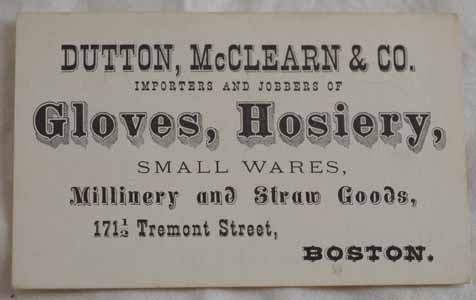 DUTTON, McCLEARN & CO.
IMPORTERS AND JOBBERS OF
Gloves, Hosiery,
SMALL WARES,
Millinery and Straw Goods,
171½ Tremont Street,
BOSTON.